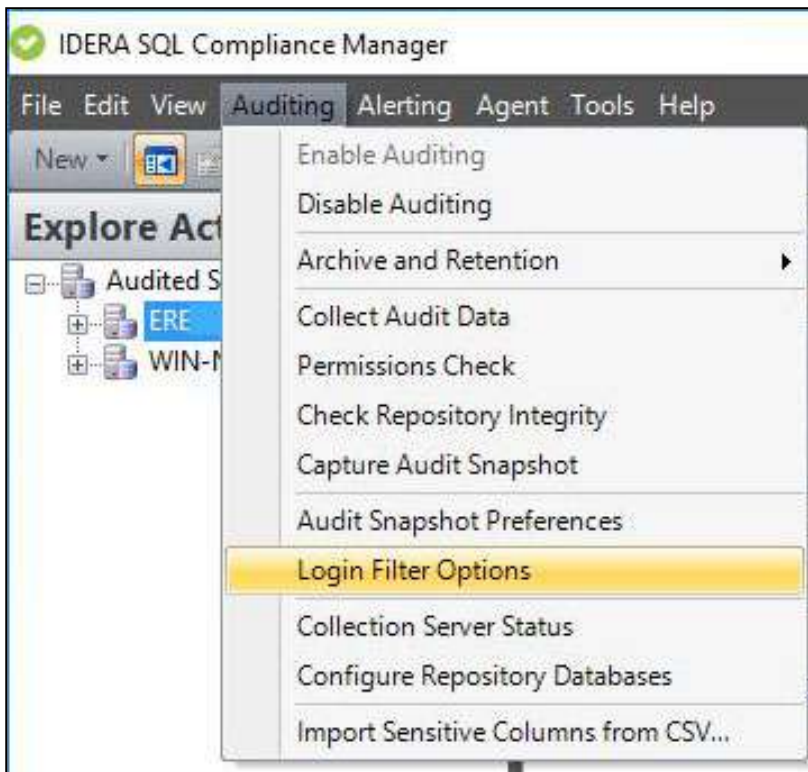 IDERA SQL Compliance Manager
File Edit View Auditing Alerting Agent Tools Help
New
Enable Auditing
Disable Auditing
Archive and Retention
Collect Audit Data
Permissions Check
Check Repository Integrity
Capture Audit Snapshot
Audit Snapshot Preferences
Login Filter Options
Collection Server Status
Configure Repository Databases
Import Sensitive Columns from CSV...
Explore Act
Audited S
ERE
WIN-N